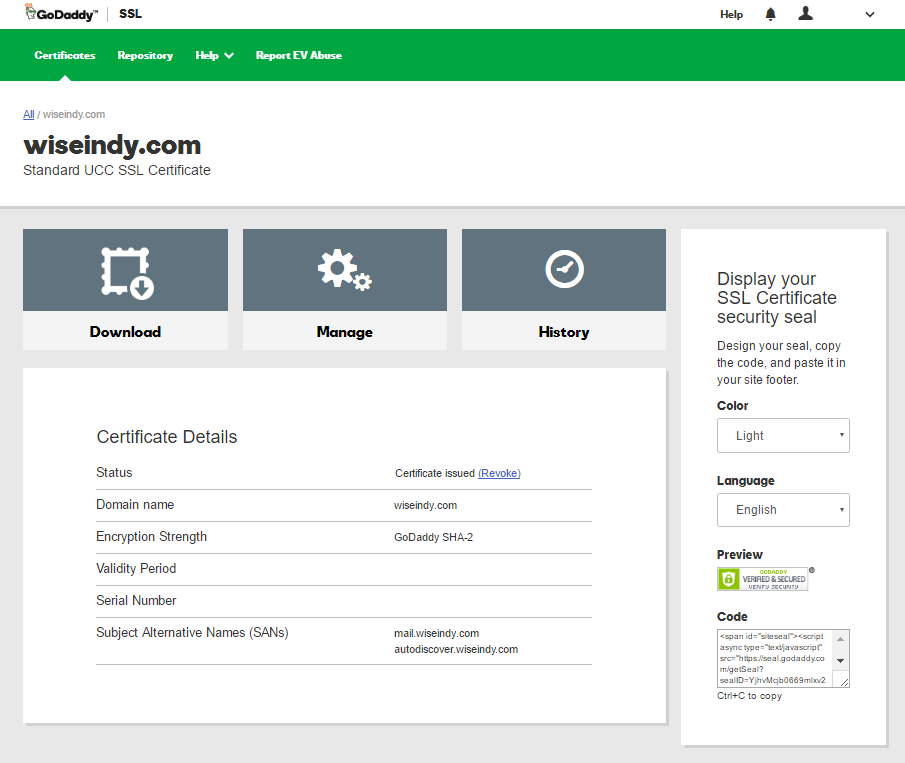 GoDaddy™ SSL Help
Certificates Repository Help Report EV Abuse
All / wiseindy.com
wiseindy.com
Standard UCC SSL Certificate
Download
Manage
History
Certificate Details
Status Certificate issued (Revoke)
Domain name wiseindy.com
Encryption Strength GoDaddy SHA-2
Validity Period
Serial Number
Subject Alternative Names (SANs) mail.wiseindy.com
autodiscover.wiseindy.com
Display your
SSL Certificate
security seal
Design your seal, copy
the code, and paste it in
your site footer.
Color
Light
Language
English
Preview
GODADDY
VERIFIED & SECURED
VERIFY SECURITY
Code
<span id="siteseal"><script
async type="text/javascript"
src="https://seal.godaddy.co
m/getSeal?
sealID=YjhvMcjb0669mlxv2
Ctrl+C to copy